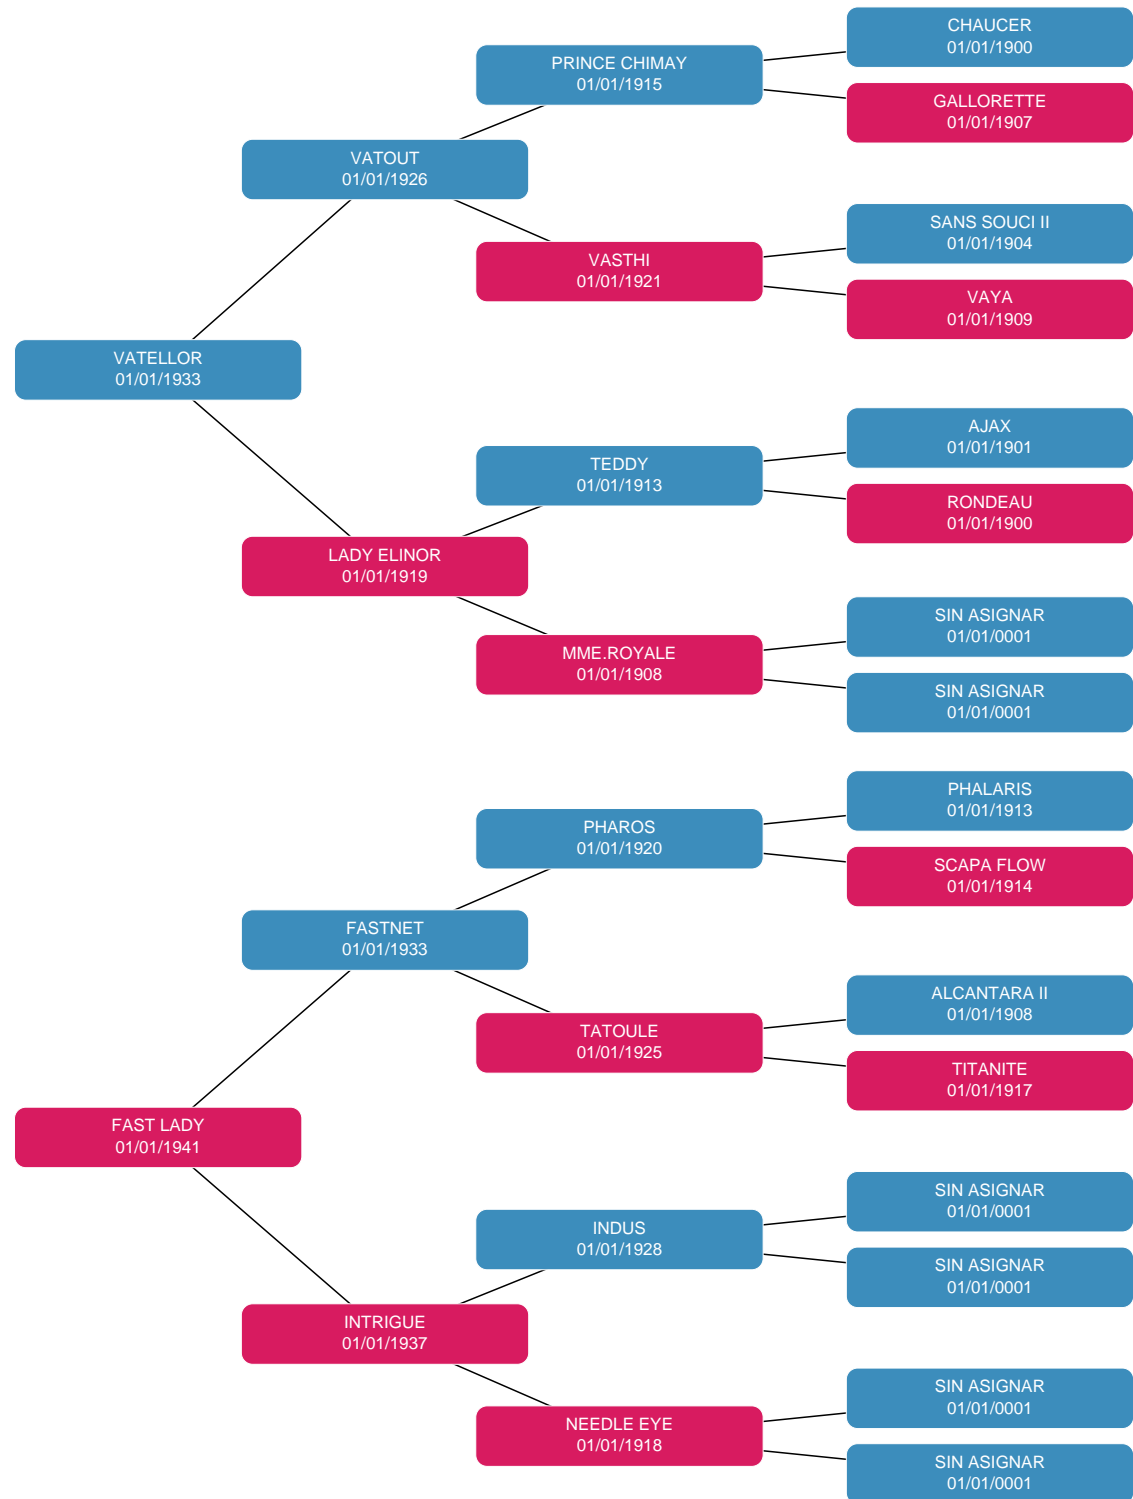 CHAUCER
01/01/1900
PRINCE CHIMAY
01/01/1915
GALLORETTE
01/01/1907
VATOUT
01/01/1926
SANS SOUCI II
01/01/1904
VASTHI
01/01/1921
VAYA
01/01/1909
VATELLOR
01/01/1933
AJAX
01/01/1901
TEDDY
01/01/1913
RONDEAU
01/01/1900
LADY ELINOR
01/01/1919
SIN ASIGNAR
01/01/0001
MME.ROYALE
01/01/1908
SIN ASIGNAR
01/01/0001
PHALARIS
01/01/1913
PHAROS
01/01/1920
SCAPA FLOW
01/01/1914
FASTNET
01/01/1933
ALCANTARA II
01/01/1908
TATOULE
01/01/1925
TITANITE
01/01/1917
FAST LADY
01/01/1941
SIN ASIGNAR
01/01/0001
INDUS
01/01/1928
SIN ASIGNAR
01/01/0001
INTRIGUE
01/01/1937
SIN ASIGNAR
01/01/0001
NEEDLE EYE
01/01/1918
SIN ASIGNAR
01/01/0001